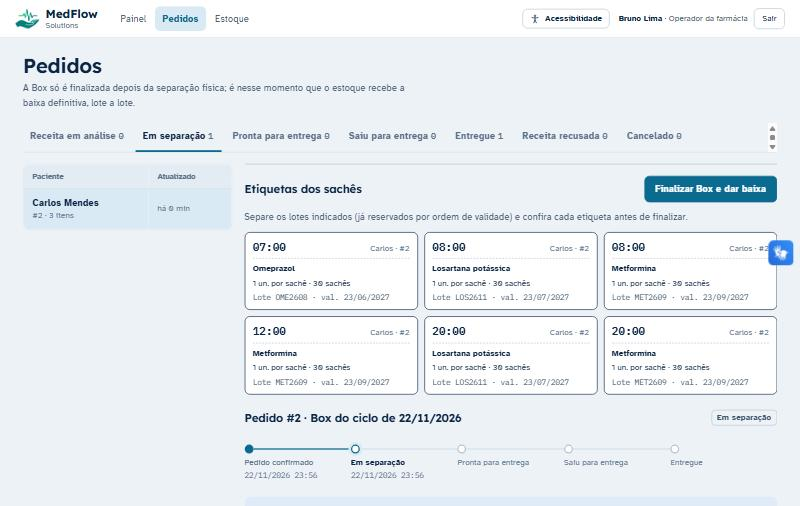 MedFlow
Solutions
Painel
Pedidos
Estoque
Acessibilidade
Bruno Lima · Operador da farmácia
Sair
Pedidos
A Box só é finalizada depois da separação física; é nesse momento que o estoque recebe a
baixa definitiva, lote a lote.
Receita em análise 0
Em separação 1
Pronta para entrega 0
Saiu para entrega 0
Entregue 1
Receita recusada 0
Cancelado 0
Paciente
Atualizado
Carlos Mendes
#2 · 3 itens
há 0 min
Etiquetas dos sachês
Finalizar Box e dar baixa
Separe os lotes indicados (já reservados por ordem de validade) e confira cada etiqueta antes de finalizar.
07:00
Carlos · #2
Omeprazol
1 un. por sachê · 30 sachês
Lote OME2608 · val. 23/06/2027
08:00
Carlos · #2
Losartana potássica
1 un. por sachê · 30 sachês
Lote LOS2611 · val. 23/07/2027
08:00
Carlos · #2
Metformina
1 un. por sachê · 30 sachês
Lote MET2609 · val. 23/09/2027
12:00
Carlos · #2
Metformina
1 un. por sachê · 30 sachês
Lote MET2609 · val. 23/09/2027
20:00
Carlos · #2
Losartana potássica
1 un. por sachê · 30 sachês
Lote LOS2611 · val. 23/07/2027
20:00
Carlos · #2
Metformina
1 un. por sachê · 30 sachês
Lote MET2609 · val. 23/09/2027
Pedido #2 · Box do ciclo de 22/11/2026
Em separação
Pedido confirmado
22/11/2026 23:56
Em separação
22/11/2026 23:56
Pronta para entrega
Saiu para entrega
Entregue